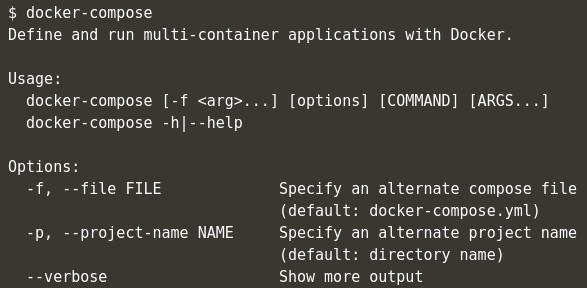 $ docker-compose
Define and run multi-container applications with Docker.

Usage:
  docker-compose [-f <arg>...] [options] [COMMAND] [ARGS...]
  docker-compose -h|--help

Options:
  -f, --file FILE             Specify an alternate compose file
                              (default: docker-compose.yml)
  -p, --project-name NAME     Specify an alternate project name
                              (default: directory name)
  --verbose                   Show more output